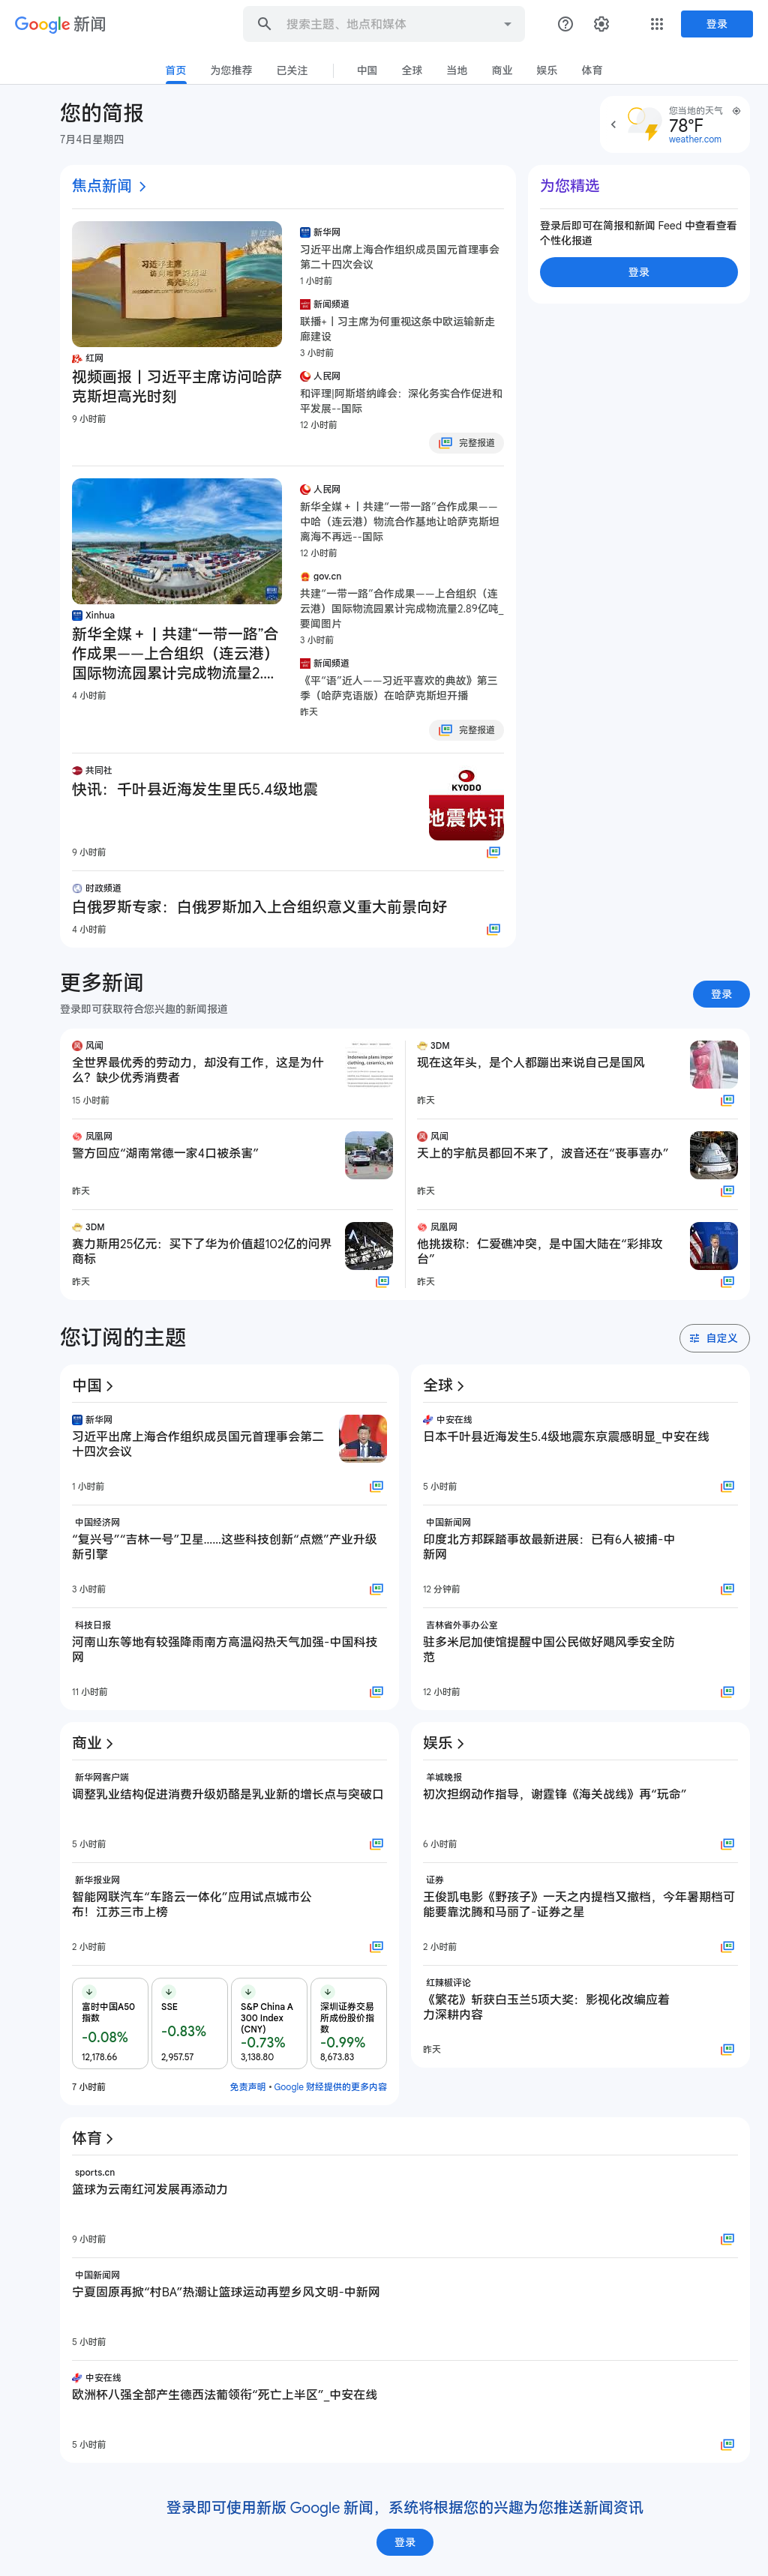 Google 新闻
搜索主题、地点和媒体
登录
首页
为您推荐
已关注
中国
全球
当地
商业
娱乐
体育
您的简报
7月4日星期四
您当地的天气
78°F
weather.com
焦点新闻
习近平主席
访问哈萨克斯坦
高光时刻
红网
视频画报丨习近平主席访问哈萨
克斯坦高光时刻
9 小时前
新华网
习近平出席上海合作组织成员国元首理事会
第二十四次会议
1 小时前
新闻频道
联播+丨习主席为何重视这条中欧运输新走
廊建设
3 小时前
人民网
和评理|阿斯塔纳峰会：深化务实合作促进和
平发展--国际
12 小时前
完整报道
为您精选
登录后即可在简报和新闻 Feed 中查看查看
个性化报道
登录
Xinhua
新华全媒＋丨共建“一带一路”合
作成果——上合组织（连云港）
国际物流园累计完成物流量2....
4 小时前
人民网
新华全媒＋丨共建“一带一路”合作成果——
中哈（连云港）物流合作基地让哈萨克斯坦
离海不再远--国际
12 小时前
gov.cn
共建“一带一路”合作成果——上合组织（连
云港）国际物流园累计完成物流量2.89亿吨_
要闻图片
3 小时前
新闻频道
《平“语”近人——习近平喜欢的典故》第三
季（哈萨克语版）在哈萨克斯坦开播
昨天
完整报道
共同社
快讯：千叶县近海发生里氏5.4级地震
9 小时前
KYODO
地震快讯
时政频道
白俄罗斯专家：白俄罗斯加入上合组织意义重大前景向好
4 小时前
更多新闻
登录即可获取符合您兴趣的新闻报道
登录
风闻
全世界最优秀的劳动力，却没有工作，这是为什
么？缺少优秀消费者
15 小时前
Indonesia plans impor
clothing, ceramics, ev
3DM
现在这年头，是个人都蹦出来说自己是国风
昨天
凤凰网
警方回应“湖南常德一家4口被杀害”
昨天
风闻
天上的宇航员都回不来了，波音还在“丧事喜办”
昨天
3DM
赛力斯用25亿元：买下了华为价值超102亿的问界
商标
昨天
凤凰网
他挑拨称：仁爱礁冲突，是中国大陆在“彩排攻
台”
昨天
您订阅的主题
自定义
中国
新华网
习近平出席上海合作组织成员国元首理事会第二
十四次会议
1 小时前
中国经济网
“复兴号”“吉林一号”卫星……这些科技创新“点燃”产业升级
新引擎
3 小时前
科技日报
河南山东等地有较强降雨南方高温闷热天气加强-中国科技
网
11 小时前
全球
中安在线
日本千叶县近海发生5.4级地震东京震感明显_中安在线
5 小时前
中国新闻网
印度北方邦踩踏事故最新进展：已有6人被捕-中
新网
12 分钟前
吉林省外事办公室
驻多米尼加使馆提醒中国公民做好飓风季安全防
范
12 小时前
商业
新华网客户端
调整乳业结构促进消费升级奶酪是乳业新的增长点与突破口
5 小时前
新华报业网
智能网联汽车“车路云一体化”应用试点城市公
布！江苏三市上榜
2 小时前
富时中国A50
指数
-0.08%
12,178.66
SSE
-0.83%
2,957.57
S&P China A
300 Index
(CNY)
-0.73%
3,138.80
深圳证券交易
所成份股价指
数
-0.99%
8,673.83
7 小时前
免责声明 • Google 财经提供的更多内容
娱乐
羊城晚报
初次担纲动作指导，谢霆锋《海关战线》再“玩命”
6 小时前
证券
王俊凯电影《野孩子》一天之内提档又撤档，今年暑期档可
能要靠沈腾和马丽了-证券之星
2 小时前
红辣椒评论
《繁花》斩获白玉兰5项大奖：影视化改编应着
力深耕内容
昨天
体育
sports.cn
篮球为云南红河发展再添动力
9 小时前
中国新闻网
宁夏固原再掀“村BA”热潮让篮球运动再塑乡风文明-中新网
5 小时前
中安在线
欧洲杯八强全部产生德西法葡领衔“死亡上半区”_中安在线
5 小时前
登录即可使用新版 Google 新闻，系统将根据您的兴趣为您推送新闻资讯
登录